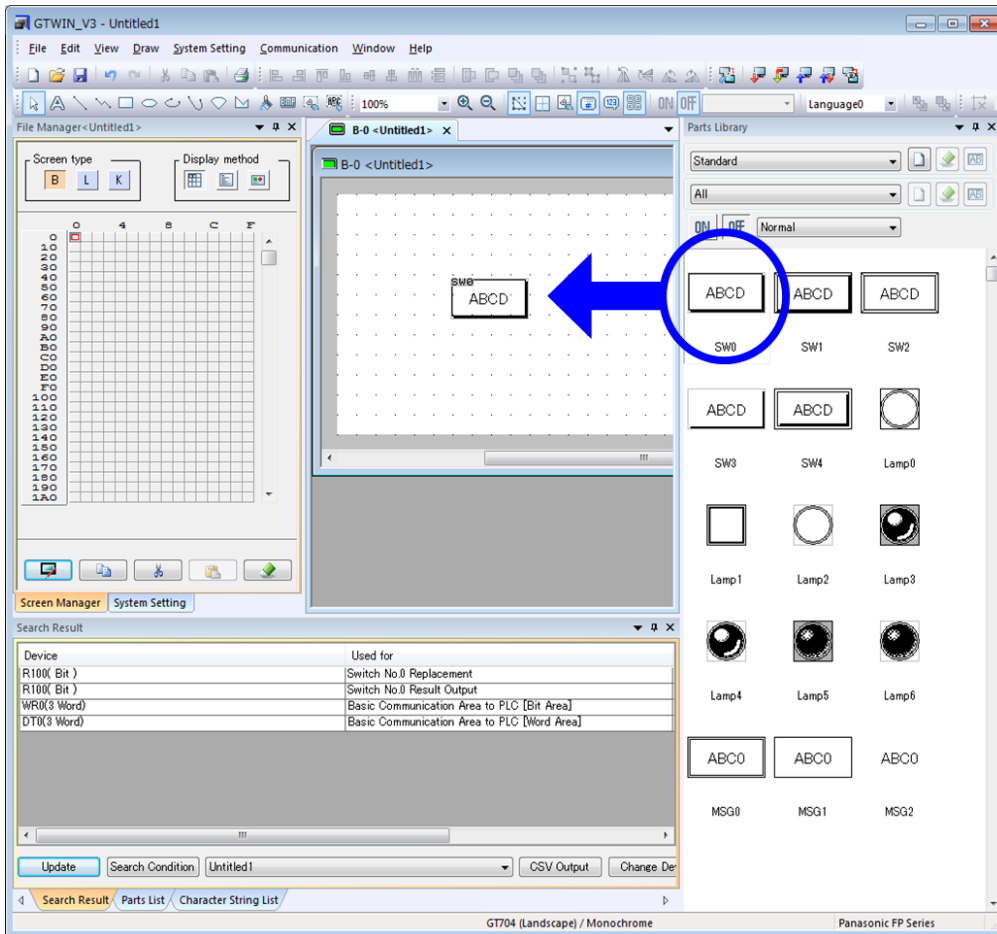 GTWIN_V3 - Untitled1
File Edit View Draw System Setting Communication Window Help
100% ON OFF Language0
File Manager<Untitled1>
Screen type Display method
B L K
0 4 8 C F
0
10
20
30
40
50
60
70
80
90
A0
B0
C0
D0
E0
F0
100
110
120
130
140
150
160
170
180
190
1A0
Screen Manager System Setting
B-0 <Untitled1>
B-0 <Untitled1>
SW0
ABCD
Parts Library
Standard
All
ON OFF Normal
ABCD ABCD ABCD
SW0 SW1 SW2
ABCD ABCD
SW3 SW4 Lamp0
Lamp1 Lamp2 Lamp3
Lamp4 Lamp5 Lamp6
ABC0 ABC0 ABC0
MSG0 MSG1 MSG2
Search Result
Device Used for
R100( Bit ) Switch No.0 Replacement
R100( Bit ) Switch No.0 Result Output
WR0(3 Word) Basic Communication Area to PLC [Bit Area]
DT0(3 Word) Basic Communication Area to PLC [Word Area]
Update Search Condition Untitled1 CSV Output Change De
Search Result Parts List Character String List
GT704 (Landscape) / Monochrome Panasonic FP Series